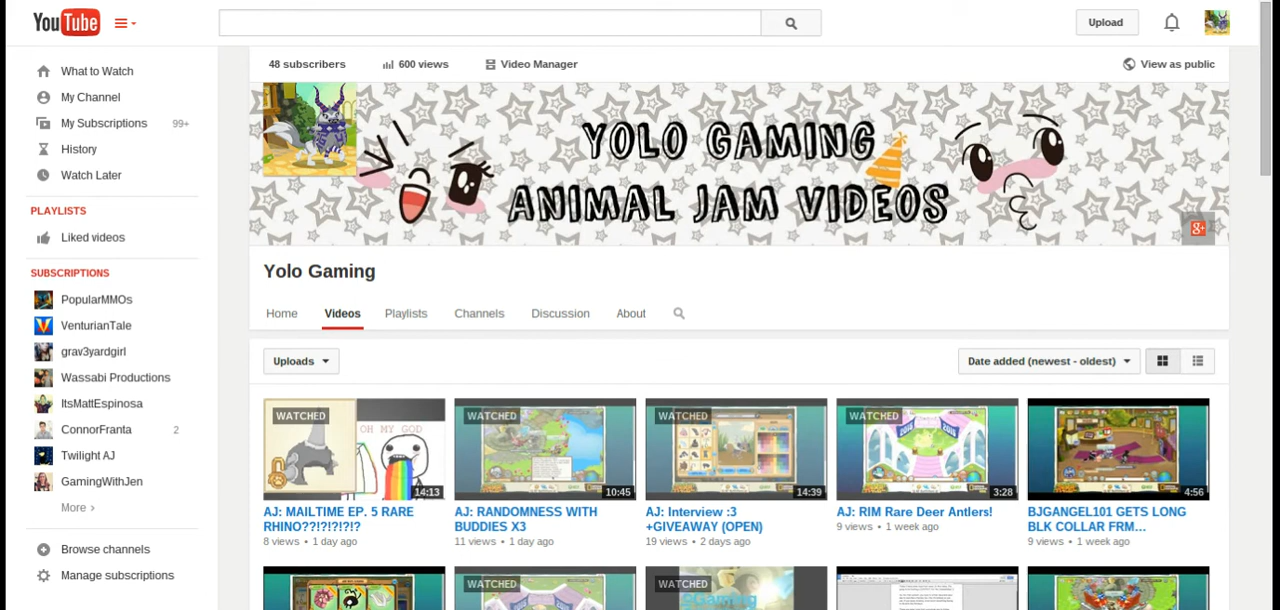 YouTube
Upload
What to Watch
My Channel
My Subscriptions 99+
History
Watch Later
PLAYLISTS
Liked videos
SUBSCRIPTIONS
PopularMMOs
VenturianTale
grav3yardgirl
Wassabi Productions
ItsMattEspinosa
ConnorFranta 2
Twilight AJ
GamingWithJen
More ›
Browse channels
Manage subscriptions
48 subscribers 600 views Video Manager View as public
YOLO GAMING
ANIMAL JAM VIDEOS
g+
Yolo Gaming
Home Videos Playlists Channels Discussion About
Uploads Date added (newest - oldest)
WATCHED
OH MY GOD
14:13
AJ: MAILTIME EP. 5 RARE
RHINO??!?!?!?!?
8 views • 1 day ago
WATCHED
10:45
AJ: RANDOMNESS WITH
BUDDIES X3
11 views • 1 day ago
WATCHED
14:39
AJ: Interview :3
+GIVEAWAY (OPEN)
19 views • 2 days ago
WATCHED
2016 2016
3:28
AJ: RIM Rare Deer Antlers!
9 views • 1 week ago
4:56
BJGANGEL101 GETS LONG
BLK COLLAR FRM…
9 views • 1 week ago
WATCHED
WATCHED
Gaming